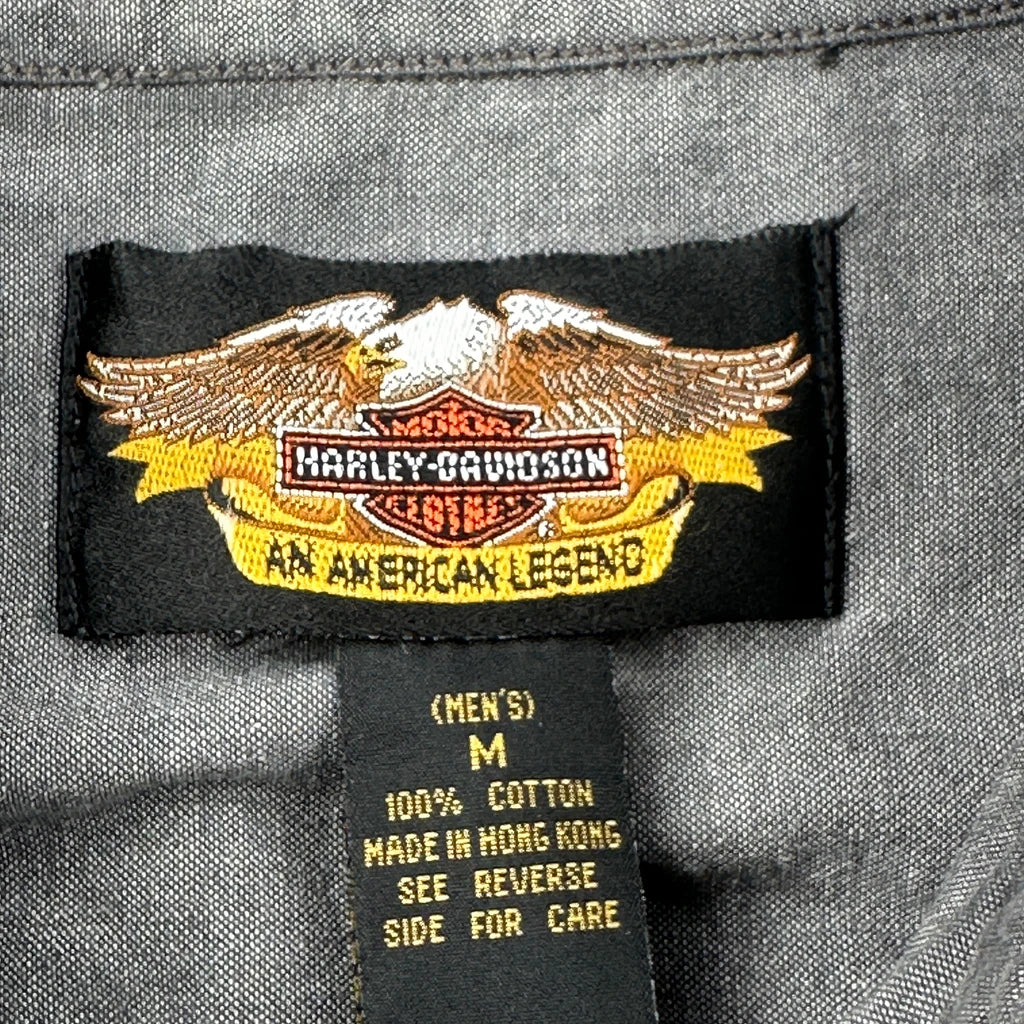 MOTOR
HARLEY-DAVIDSON
CYCLES
®
AN AMERICAN LEGEND
(MEN'S)
M
100% COTTON
MADE IN HONG KONG
SEE REVERSE
SIDE FOR CARE